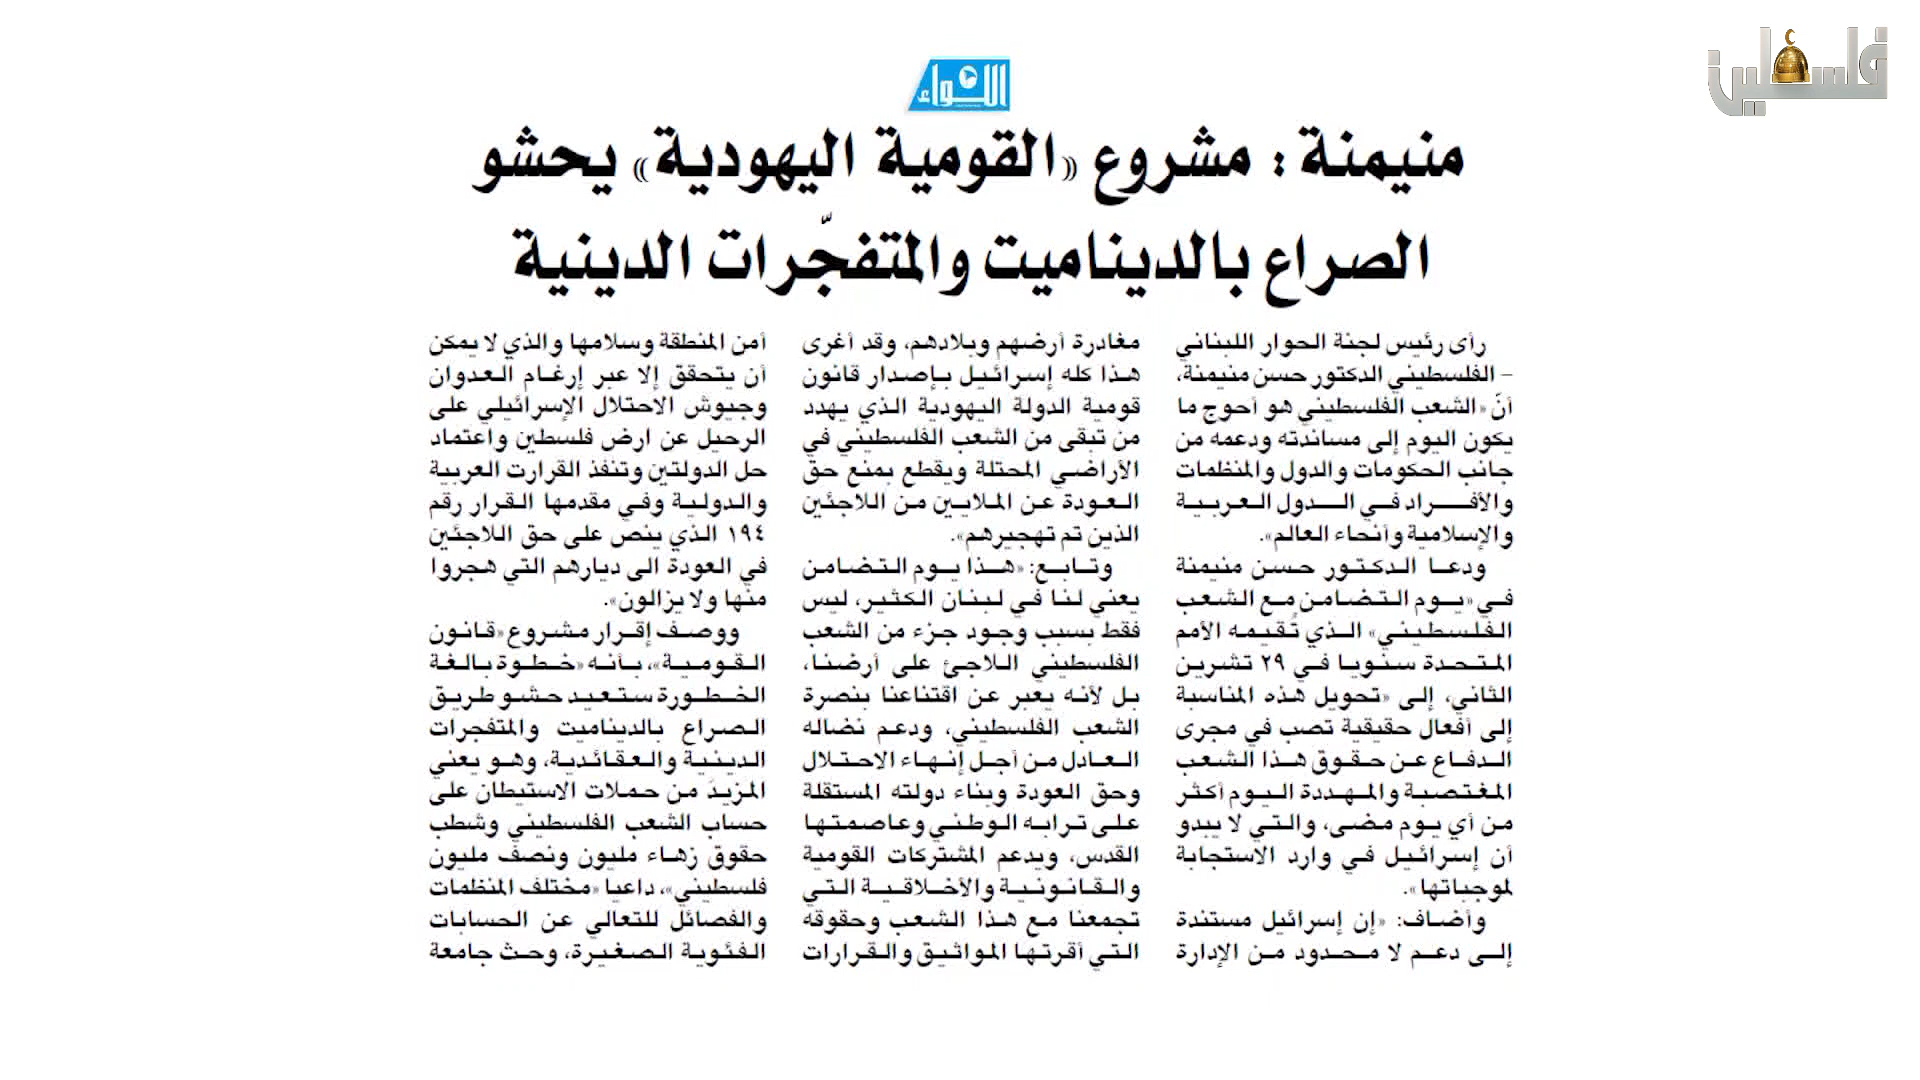 فلسطين
اللواء
منيمنة : مشروع «القومية اليهودية» يحشو
الصراع بالديناميت والمتفجّرات الدينية
رأى رئيس لجنة الحوار اللبناني
– الفلسطيني الدكتور حسن منيمنة،
أنّ «الشعب الفلسطيني هو أحوج ما
يكون اليوم إلى مساندته ودعمه من
جانب الحكومات والدول والمنظمات
والأفراد في الدول العربية
والإسلامية وأنحاء العالم».
ودعا الدكتور حسن منيمنة
في «يوم التضامن مع الشعب
الفلسطيني» الذي تُقيمه الأمم
المتحدة سنويا في ٢٩ تشرين
الثاني، إلى «تحويل هذه المناسبة
إلى أفعال حقيقية تصب في مجرى
الدفاع عن حقوق هذا الشعب
المغتصبة والمهددة اليوم أكثر
من أي يوم مضى، والتي لا يبدو
أن إسرائيل في وارد الاستجابة
لموجباتها».
وأضاف: «إن إسرائيل مستندة
إلى دعم لا محدود من الإدارة
مغادرة أرضهم وبلادهم، وقد أغرى
هذا كله إسرائيل بإصدار قانون
قومية الدولة اليهودية الذي يهدد
من تبقى من الشعب الفلسطيني في
الأراضي المحتلة ويقطع بمنع حق
العودة عن الملايين من اللاجئين
الذين تم تهجيرهم».
وتابع: «هذا يوم التضامن
يعني لنا في لبنان الكثير، ليس
فقط بسبب وجود جزء من الشعب
الفلسطيني اللاجئ على أرضنا،
بل لأنه يعبر عن اقتناعنا بنصرة
الشعب الفلسطيني، ودعم نضاله
العادل من أجل إنهاء الاحتلال
وحق العودة وبناء دولته المستقلة
على ترابه الوطني وعاصمتها
القدس، ويدعم المشتركات القومية
والقانونية والأخلاقية التي
تجمعنا مع هذا الشعب وحقوقه
التي أقرتها المواثيق والقرارات
أمن المنطقة وسلامها والذي لا يمكن
أن يتحقق إلا عبر إرغام العدوان
وجيوش الاحتلال الإسرائيلي على
الرحيل عن ارض فلسطين واعتماد
حل الدولتين وتنفذ القرارت العربية
والدولية وفي مقدمها القرار رقم
١٩٤ الذي ينص على حق اللاجئين
في العودة الى ديارهم التي هجروا
منها ولا يزالون».
ووصف إقرار مشروع «قانون
القومية»، بأنه «خطوة بالغة
الخطورة ستعيد حشو طريق
الصراع بالديناميت والمتفجرات
الدينية والعقائدية، وهو يعني
المزيد من حملات الاستيطان على
حساب الشعب الفلسطيني وشطب
حقوق زهاء مليون ونصف مليون
فلسطيني»، داعيا «مختلف المنظمات
والفصائل للتعالي عن الحسابات
الفئوية الصغيرة، وحث جامعة